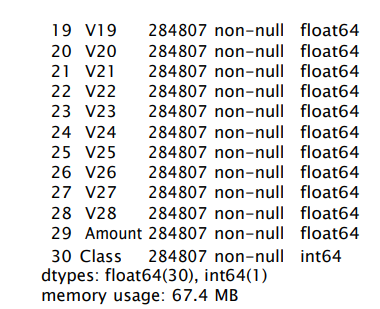 19 V19 284807 non-null float64
20 V20 284807 non-null float64
21 V21 284807 non-null float64
22 V22 284807 non-null float64
23 V23 284807 non-null float64
24 V24 284807 non-null float64
25 V25 284807 non-null float64
26 V26 284807 non-null float64
27 V27 284807 non-null float64
28 V28 284807 non-null float64
29 Amount 284807 non-null float64
30 Class 284807 non-null int64
dtypes: float64(30), int64(1)
memory usage: 67.4 MB